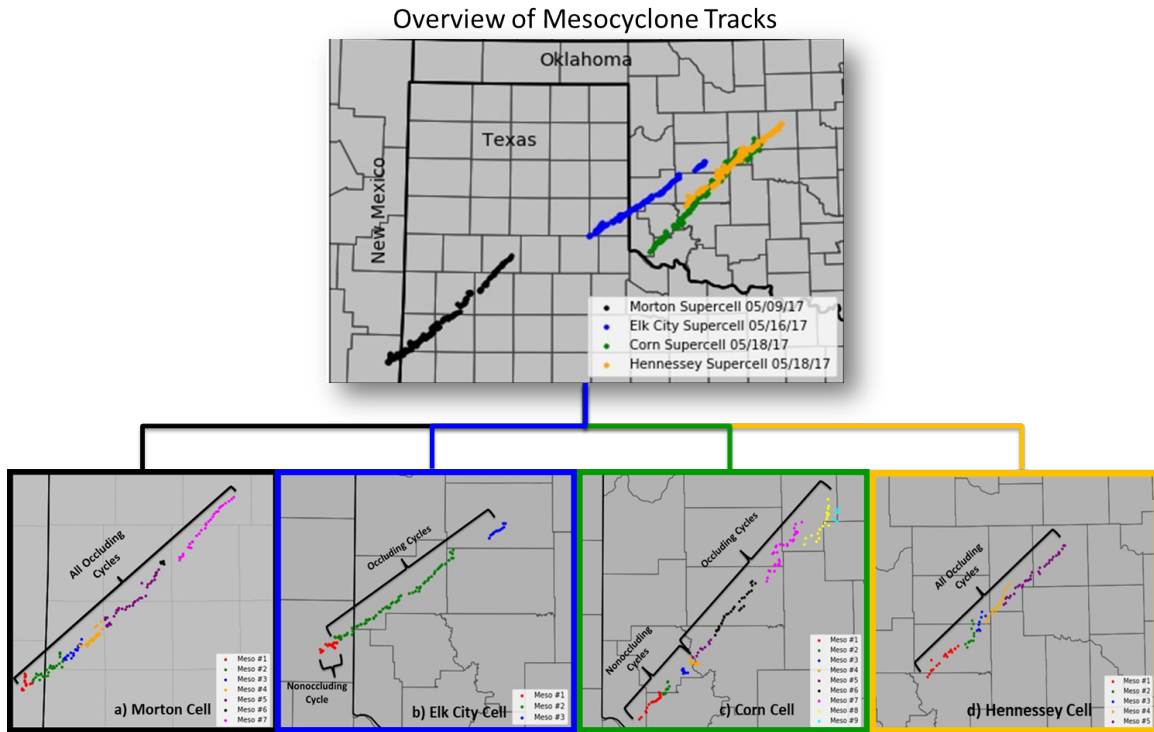 Overview of Mesocyclone Tracks
Oklahoma
Texas
New Mexico
Morton Supercell 05/09/17
Elk City Supercell 05/16/17
Corn Supercell 05/18/17
Hennessey Supercell 05/18/17
All Occluding
Cycles
Meso #1
Meso #2
Meso #3
Meso #4
Meso #5
Meso #6
Meso #7
a) Morton Cell
Occluding Cycles
Nonoccluding
Cycle
Meso #1
Meso #2
Meso #3
b) Elk City Cell
Occluding Cycles
Nonoccluding
Cycles
Meso #1
Meso #2
Meso #3
Meso #4
Meso #5
Meso #6
Meso #7
Meso #8
Meso #9
c) Corn Cell
All Occluding
Cycles
Meso #1
Meso #2
Meso #3
Meso #4
Meso #5
d) Hennessey Cell